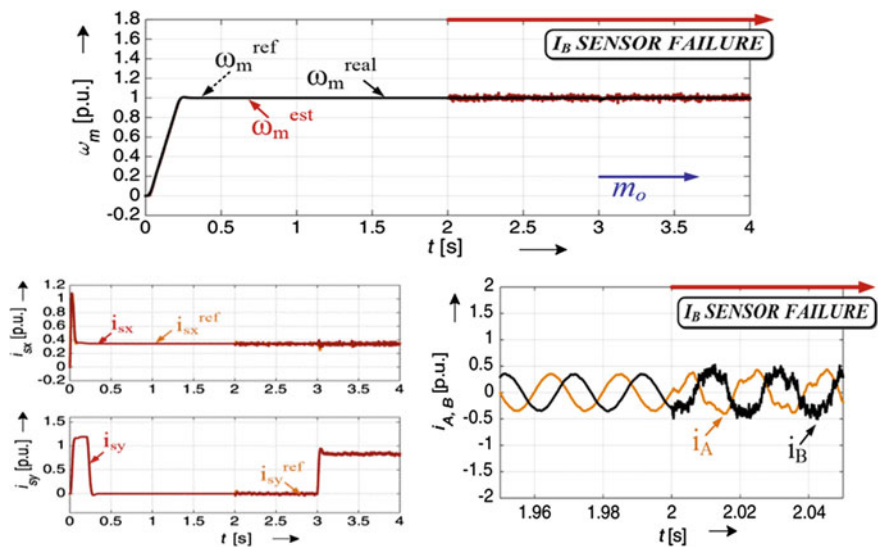 1.8
1.6
1.4
1.2
1
0.8
0.6
0.4
0.2
0
-0.2
ω_m [p.u.]
ω_m^ref
ω_m^real
ω_m^est
I_B SENSOR FAILURE
m_o
0 0.5 1 1.5 2 2.5 3 3.5 4
t [s]
1.2
1
0.8
0.6
0.4
0.2
0
-0.2
i_sx [p.u.]
i_sx
i_sx^ref
0 0.5 1 1.5 2 2.5 3 3.5 4
1.5
1
0.5
0
i_sy [p.u.]
i_sy
i_sy^ref
0 0.5 1 1.5 2 2.5 3 3.5 4
t [s]
I_B SENSOR FAILURE
2
1.5
1
0.5
0
-0.5
-1
-1.5
-2
i_A, B [p.u.]
i_A
i_B
1.96 1.98 2 2.02 2.04
t [s]